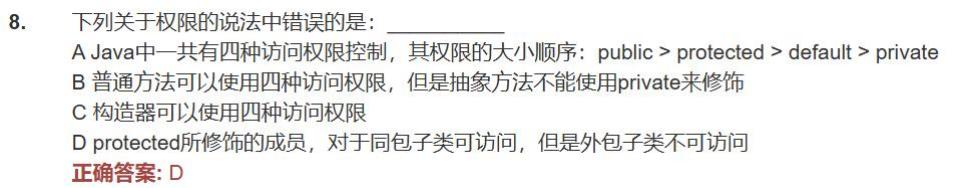 8. 下列关于权限的说法中错误的是：____________
A Java中一共有四种访问权限控制，其权限的大小顺序：public > protected > default > private
B 普通方法可以使用四种访问权限，但是抽象方法不能使用private来修饰
C 构造器可以使用四种访问权限
D protected所修饰的成员，对于同包子类可访问，但是外包子类不可访问
正确答案: D